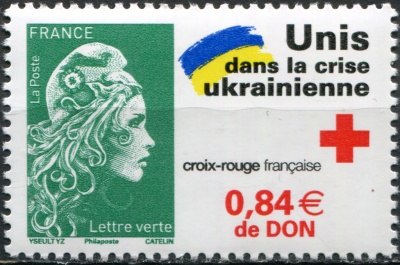 FRANCE
La Poste
Lettre verte
YSEULT YZ Philaposte CATELIN
Unis
dans la crise
ukrainienne
croix-rouge française
0,84 €
de DON